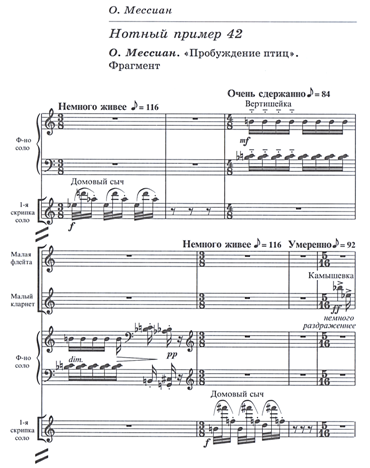 О. Мессиан
Нотный пример 42
О. Мессиан. «Пробуждение птиц».
Фрагмент
Очень сдержанно ♪=84
Немного живее ♪=116
Вертишейка
Ф-но
соло
mf
Домовый сыч
1-я
скрипка
соло
f
Немного живее ♪=116 Умеренно ♪=92
Малая
флейта
Камышевка
Малый
кларнет
ff
немного
раздраженнее
Ф-но
соло
dim.
pp
Домовый сыч
1-я
скрипка
соло
f